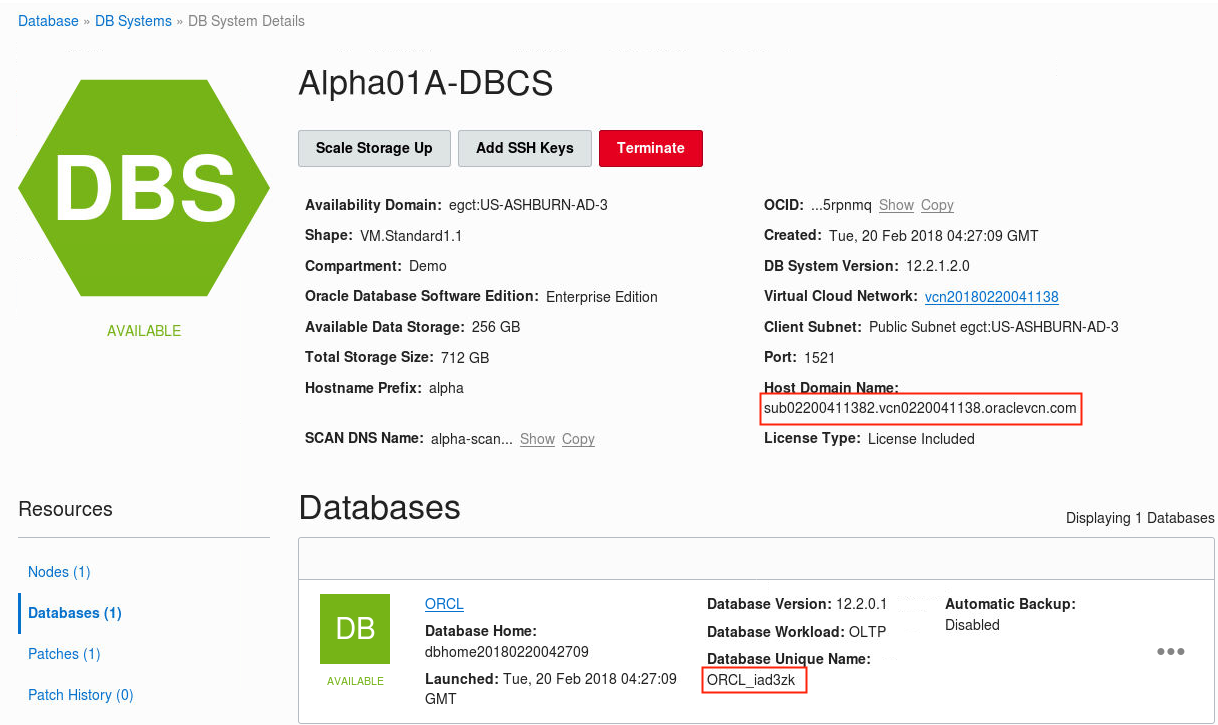 Database » DB Systems » DB System Details
DBS
AVAILABLE
Alpha01A-DBCS
Scale Storage Up Add SSH Keys Terminate
Availability Domain: egct:US-ASHBURN-AD-3
Shape: VM.Standard1.1
Compartment: Demo
Oracle Database Software Edition: Enterprise Edition
Available Data Storage: 256 GB
Total Storage Size: 712 GB
Hostname Prefix: alpha
SCAN DNS Name: alpha-scan... Show Copy
OCID: ...5rpnmq Show Copy
Created: Tue, 20 Feb 2018 04:27:09 GMT
DB System Version: 12.2.1.2.0
Virtual Cloud Network: vcn20180220041138
Client Subnet: Public Subnet egct:US-ASHBURN-AD-3
Port: 1521
Host Domain Name:
sub02200411382.vcn0220041138.oraclevcn.com
License Type: License Included
Resources
Nodes (1)
Databases (1)
Patches (1)
Patch History (0)
Databases
Displaying 1 Databases
DB
AVAILABLE
ORCL
Database Home:
dbhome20180220042709
Launched: Tue, 20 Feb 2018 04:27:09
GMT
Database Version: 12.2.0.1
Database Workload: OLTP
Database Unique Name:
ORCL_iad3zk
Automatic Backup:
Disabled